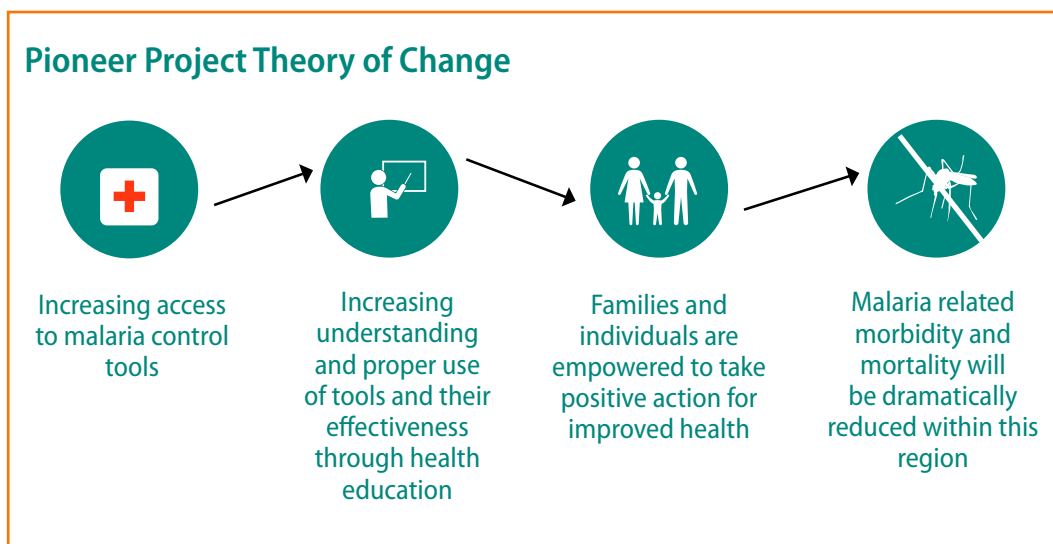 Pioneer Project Theory of Change
Increasing access
to malaria control
tools
Increasing
understanding
and proper use
of tools and their
effectiveness
through health
education
Families and
individuals are
empowered to take
positive action for
improved health
Malaria related
morbidity and
mortality will
be dramatically
reduced within this
region